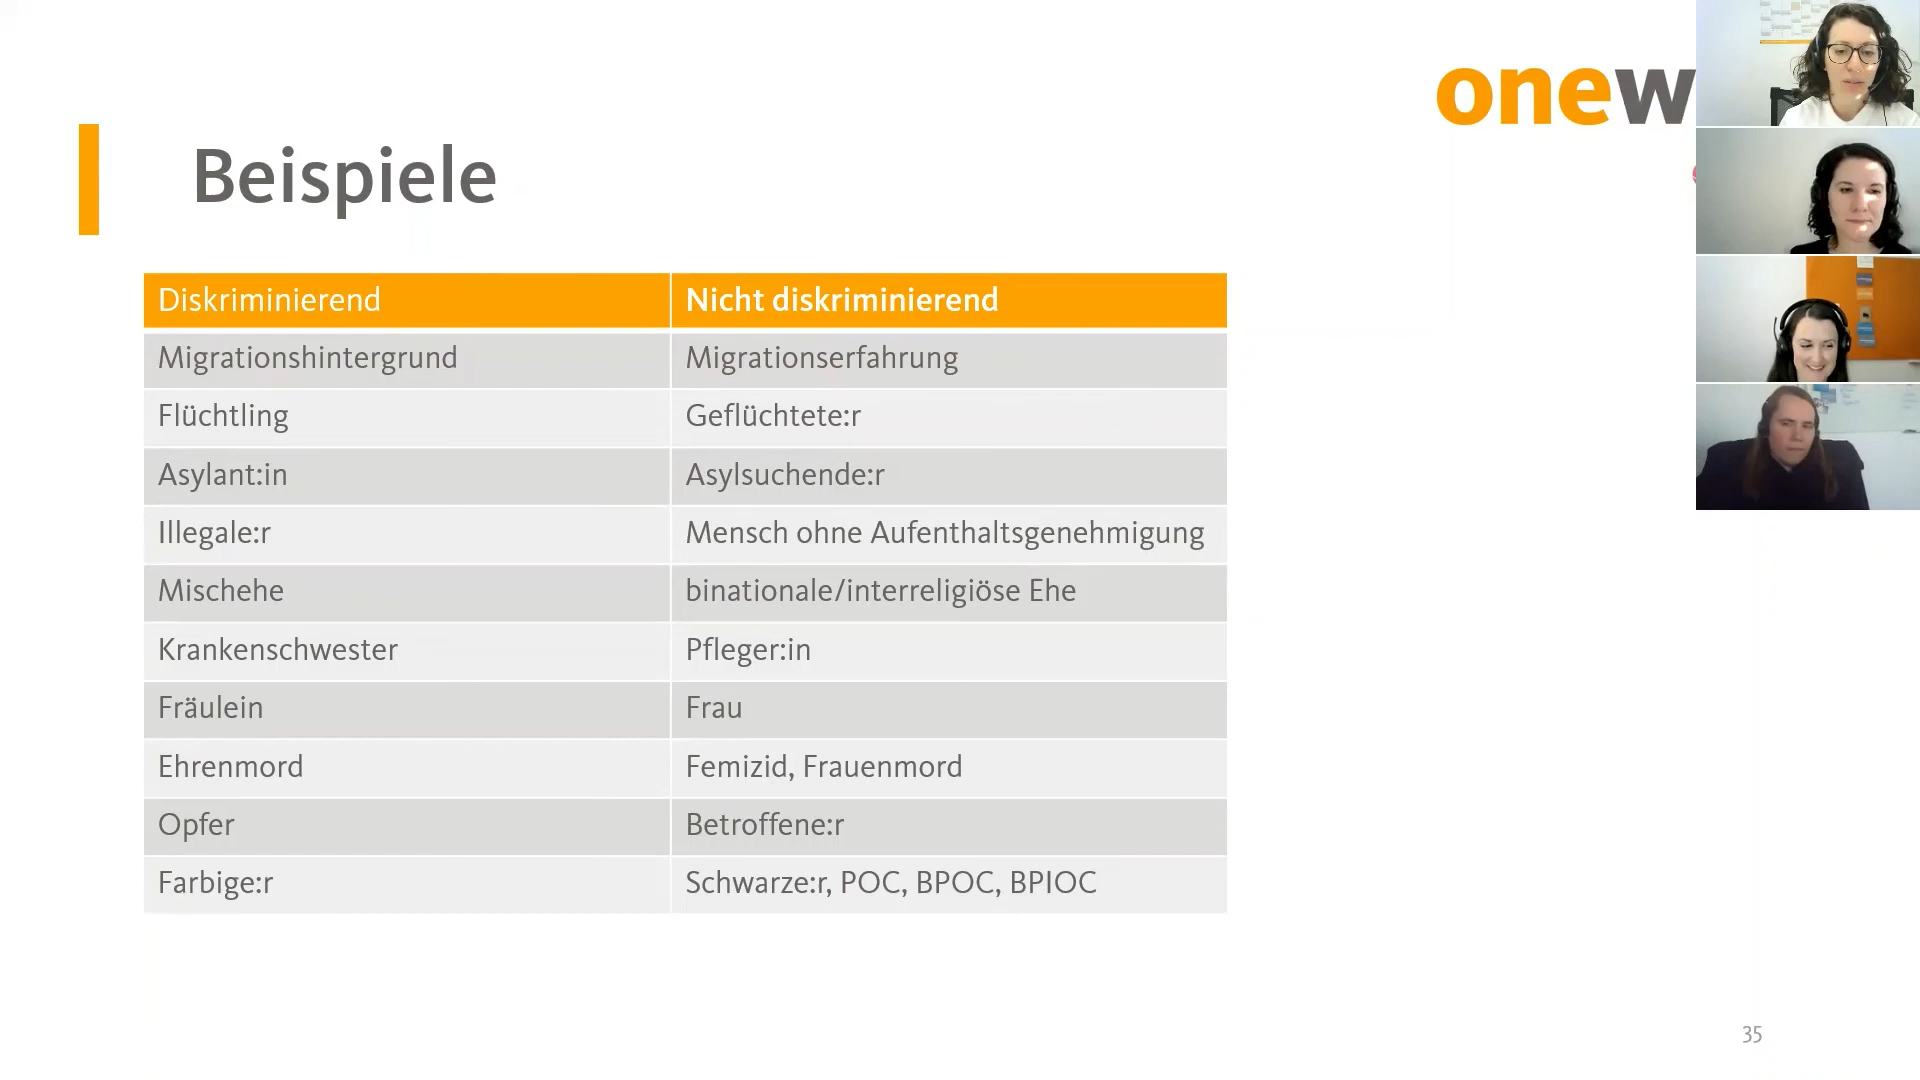 onew
Beispiele
Diskriminierend Nicht diskriminierend
Migrationshintergrund Migrationserfahrung
Flüchtling Geflüchtete:r
Asylant:in Asylsuchende:r
Illegale:r Mensch ohne Aufenthaltsgenehmigung
Mischehe binationale/interreligiöse Ehe
Krankenschwester Pfleger:in
Fräulein Frau
Ehrenmord Femizid, Frauenmord
Opfer Betroffene:r
Farbige:r Schwarze:r, POC, BPOC, BPIOC
35